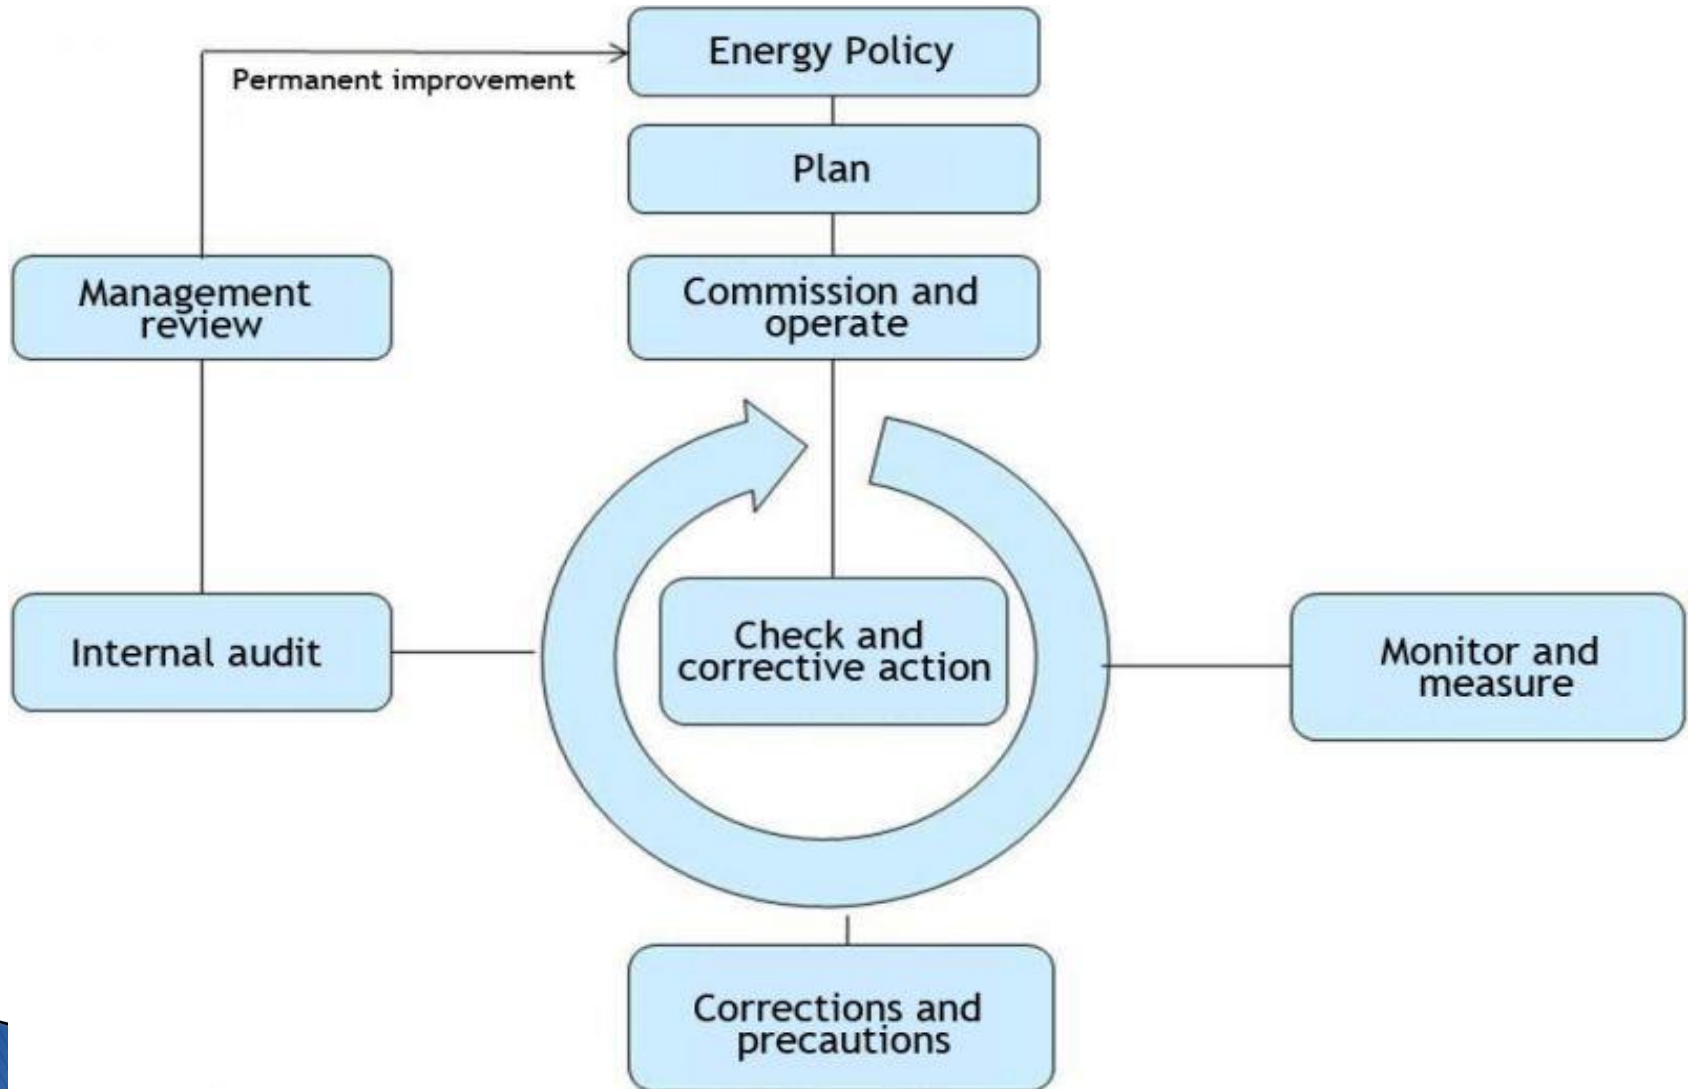 Energy Policy
Permanent improvement
Plan
Management
review
Commission and
operate
Internal audit
Check and
corrective action
Monitor and
measure
Corrections and
precautions